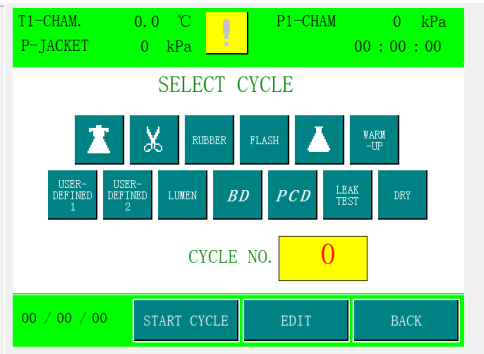 T1-CHAM. 0.0 ℃ ! P1-CHAM 0 kPa
P-JACKET 0 kPa 00 : 00 : 00
SELECT CYCLE
RUBBER FLASH WARM
-UP
USER-
DEFINED
1
USER-
DEFINED
2
LUMEN BD PCD LEAK
TEST
DRY
CYCLE NO. 0
00 / 00 / 00 START CYCLE EDIT BACK